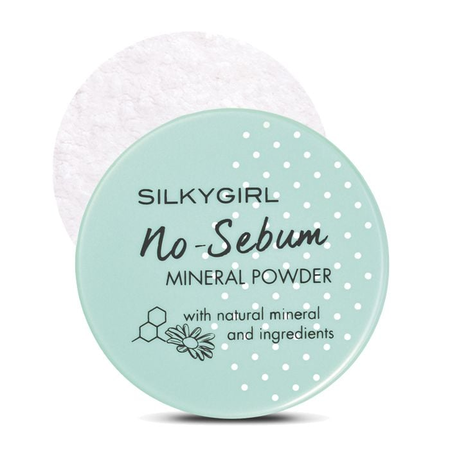 SILKYGIRL
No-Sebum
MINERAL POWDER
with natural mineral
and ingredients